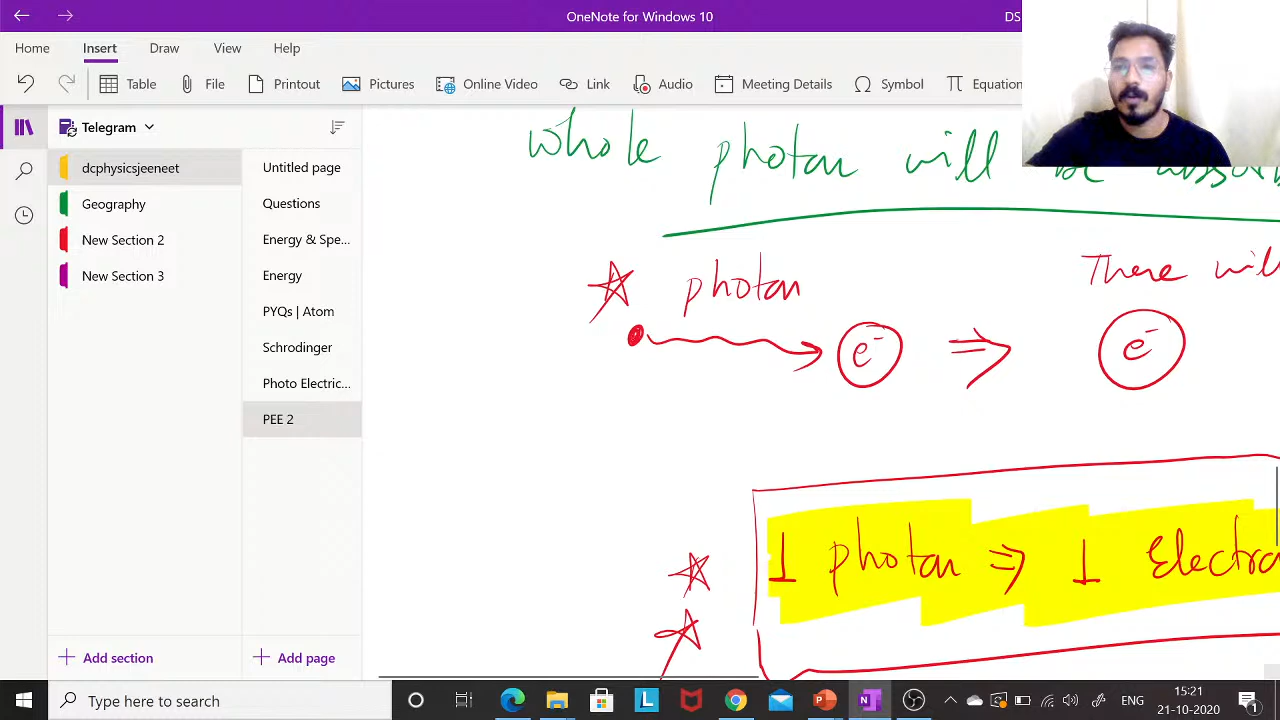 OneNote for Windows 10
DS
Home
Insert
Draw
View
Help
Table
File
Printout
Pictures
Online Video
Link
Audio
Meeting Details
Symbol
Equation
Telegram
dcphysicsjeeneet
Geography
New Section 2
New Section 3
Untitled page
Questions
Energy & Spe...
Energy
PYQs | Atom
Schrodinger
Photo Electric...
PEE 2
whole photon will be absor
photon
There will
e⁻ ⇒ e⁻
1 photon ⇒ 1 Electro
Add section
Add page
Type here to search
ENG
15:21
21-10-2020